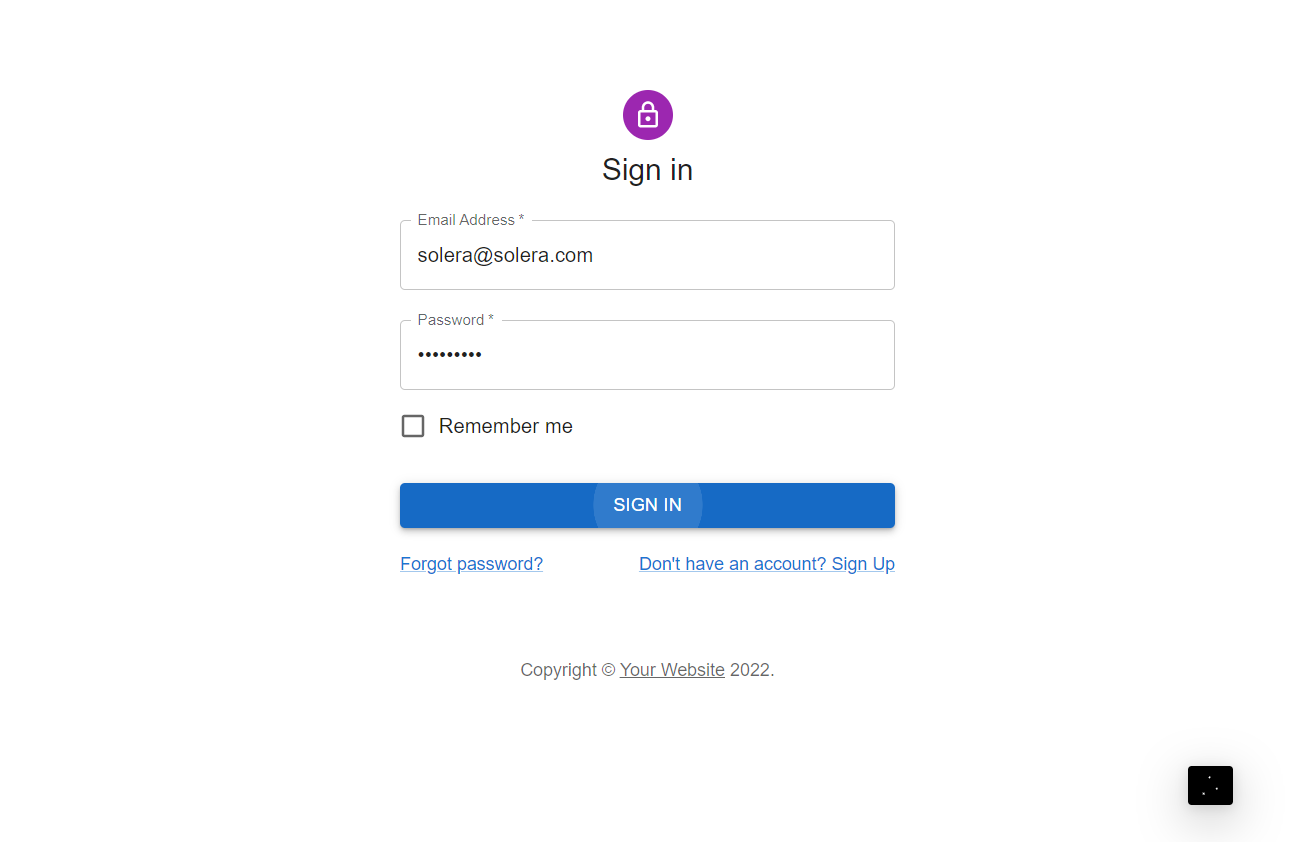 Sign in
Email Address *
solera@solera.com
Password *
•••••••••
Remember me
SIGN IN
Forgot password? Don't have an account? Sign Up
Copyright © Your Website 2022.